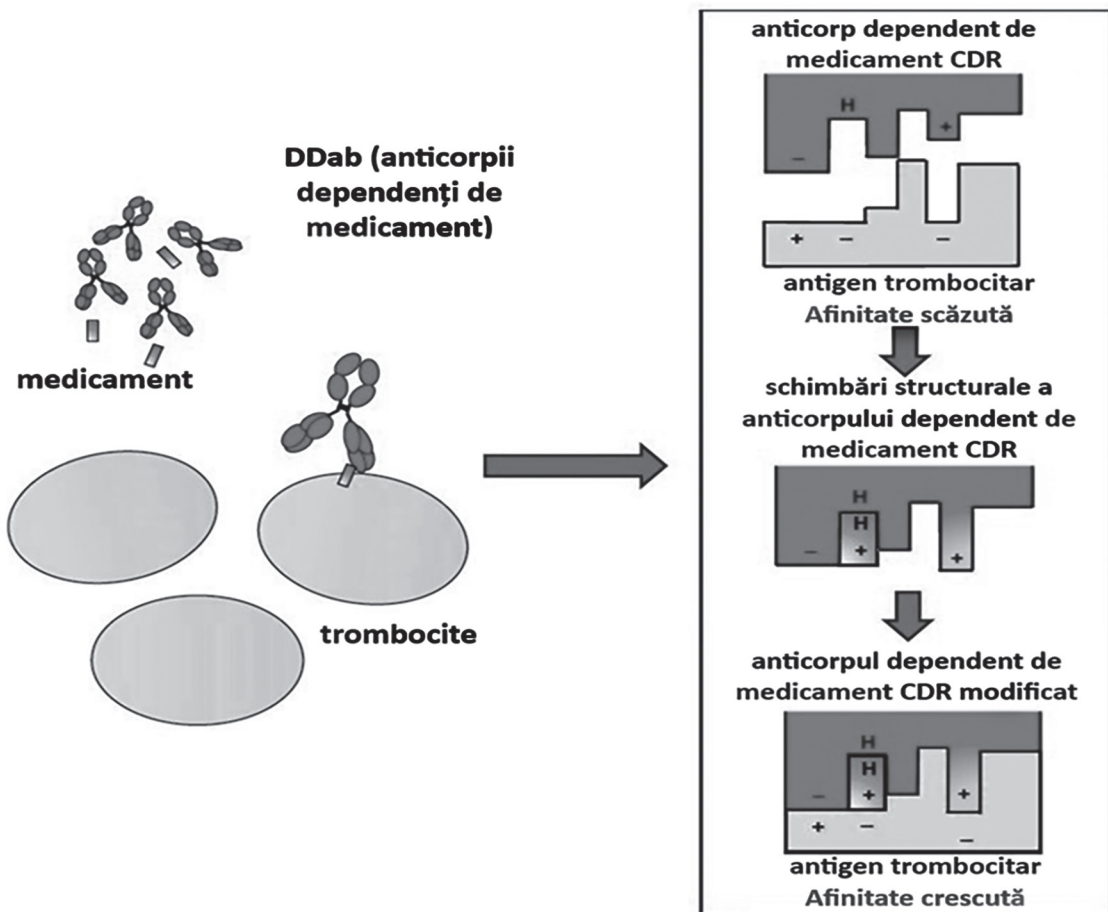 DDab (anticorpii
dependenți de
medicament)
medicament
trombocite
anticorp dependent de
medicament CDR
H
+
−
+ − −
antigen trombocitar
Afinitate scăzută
schimbări structurale a
anticorpului dependent de
medicament CDR
H
H
− + +
anticorpul dependent de
medicament CDR modificat
H
H
− + +
+ − −
antigen trombocitar
Afinitate crescută